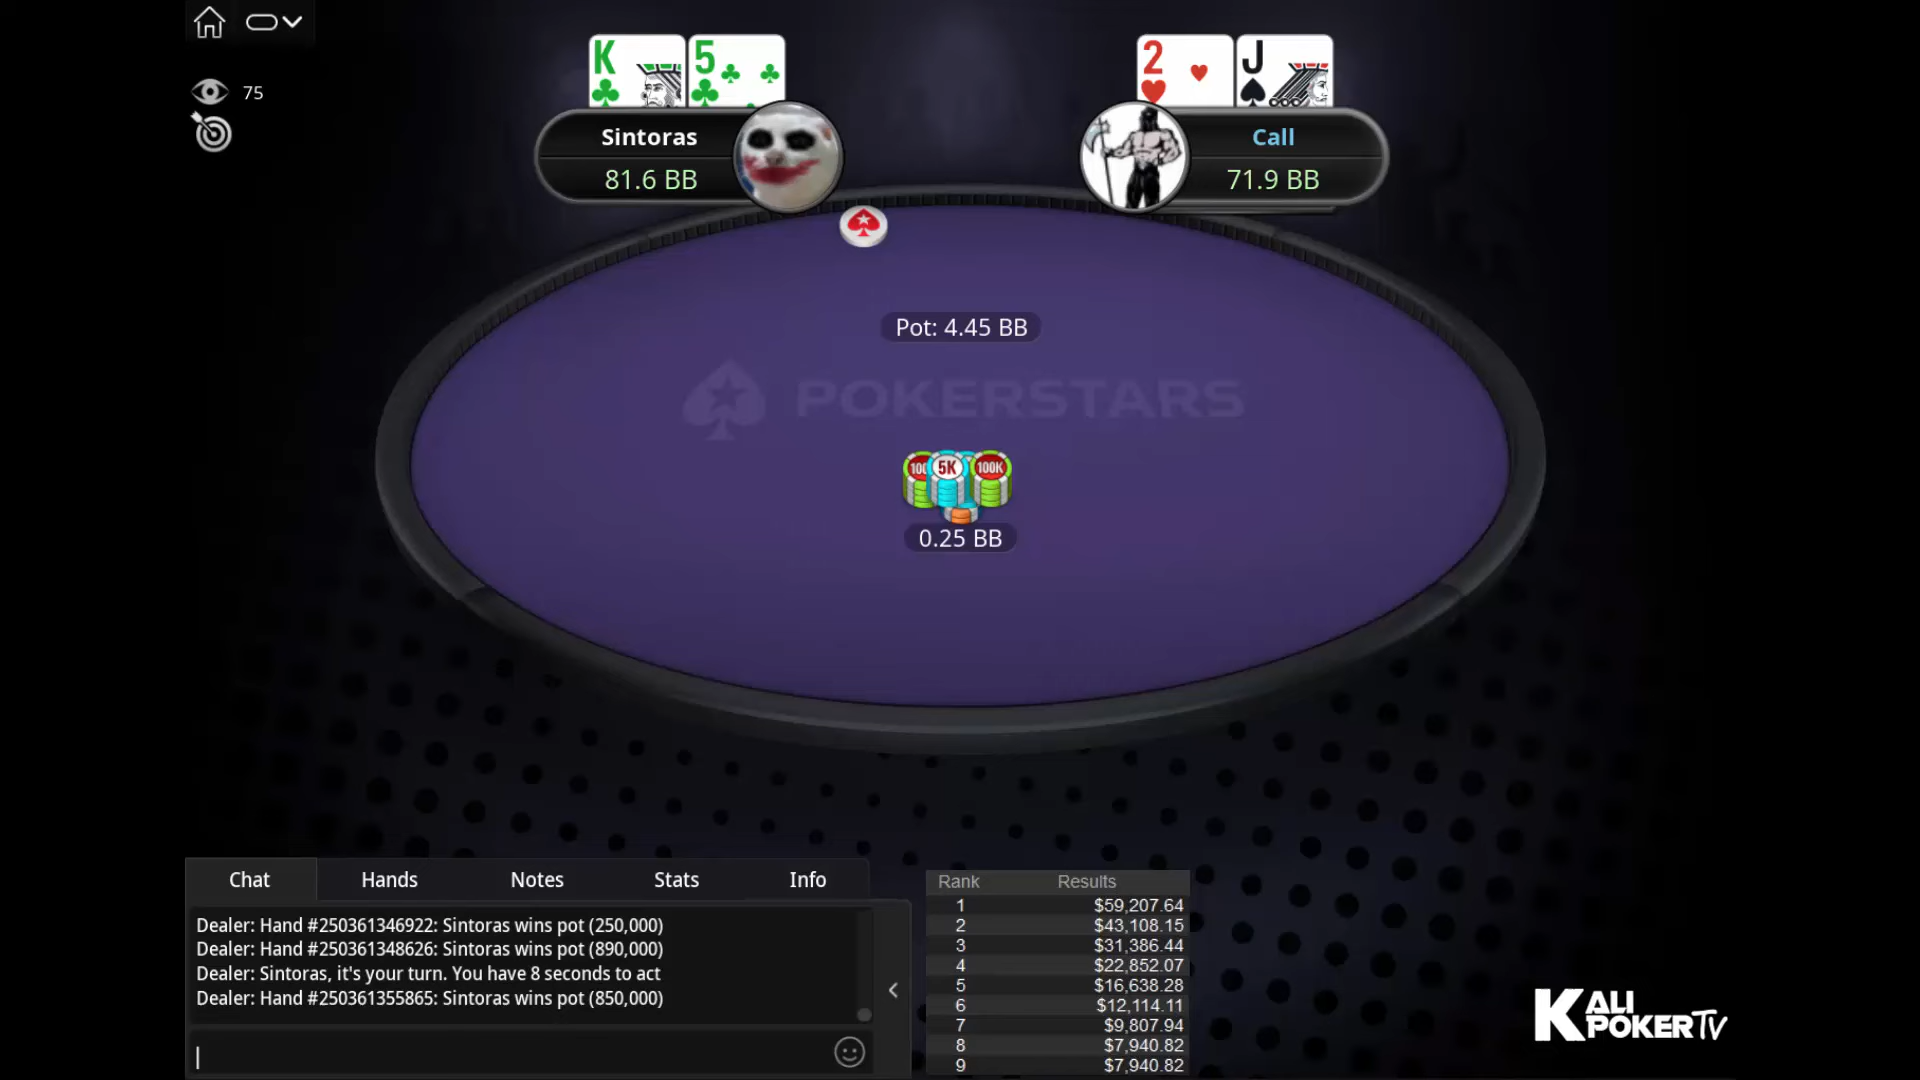 75
K 5
2 J
Sintoras
81.6 BB
Call
71.9 BB
Pot: 4.45 BB
POKERSTARS
100 5K 100K
0.25 BB
Chat Hands Notes Stats Info
Dealer: Hand #250361346922: Sintoras wins pot (250,000)
Dealer: Hand #250361348626: Sintoras wins pot (890,000)
Dealer: Sintoras, it's your turn. You have 8 seconds to act
Dealer: Hand #250361355865: Sintoras wins pot (850,000)
Rank Results
1 $59,207.64
2 $43,108.15
3 $31,386.44
4 $22,852.07
5 $16,638.28
6 $12,114.11
7 $9,807.94
8 $7,940.82
9 $7,940.82
KALI
POKERTV